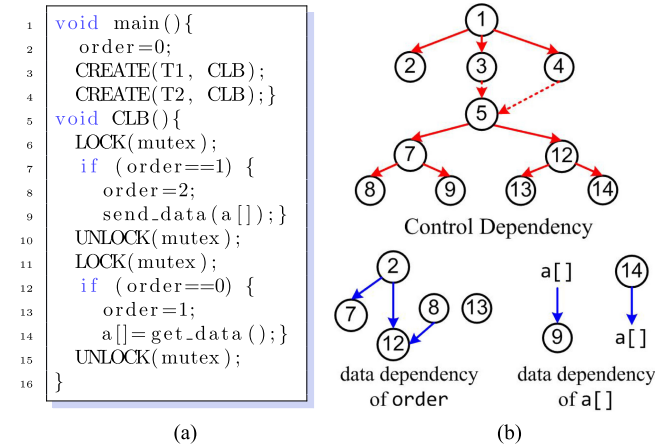 1 void main(){
2 order=0;
3 CREATE(T1, CLB);
4 CREATE(T2, CLB);}
5 void CLB(){
6 LOCK(mutex);
7 if (order==1) {
8 order=2;
9 send_data(a[]);}
10 UNLOCK(mutex);
11 LOCK(mutex);
12 if (order==0) {
13 order=1;
14 a[]=get_data();}
15 UNLOCK(mutex);
16 }
(a)
1
2 3 4
5
7 12
8 9 13 14
Control Dependency
2
7 8 13
12
data dependency
of order
a[] 14
9 a[]
data dependency
of a[]
(b)